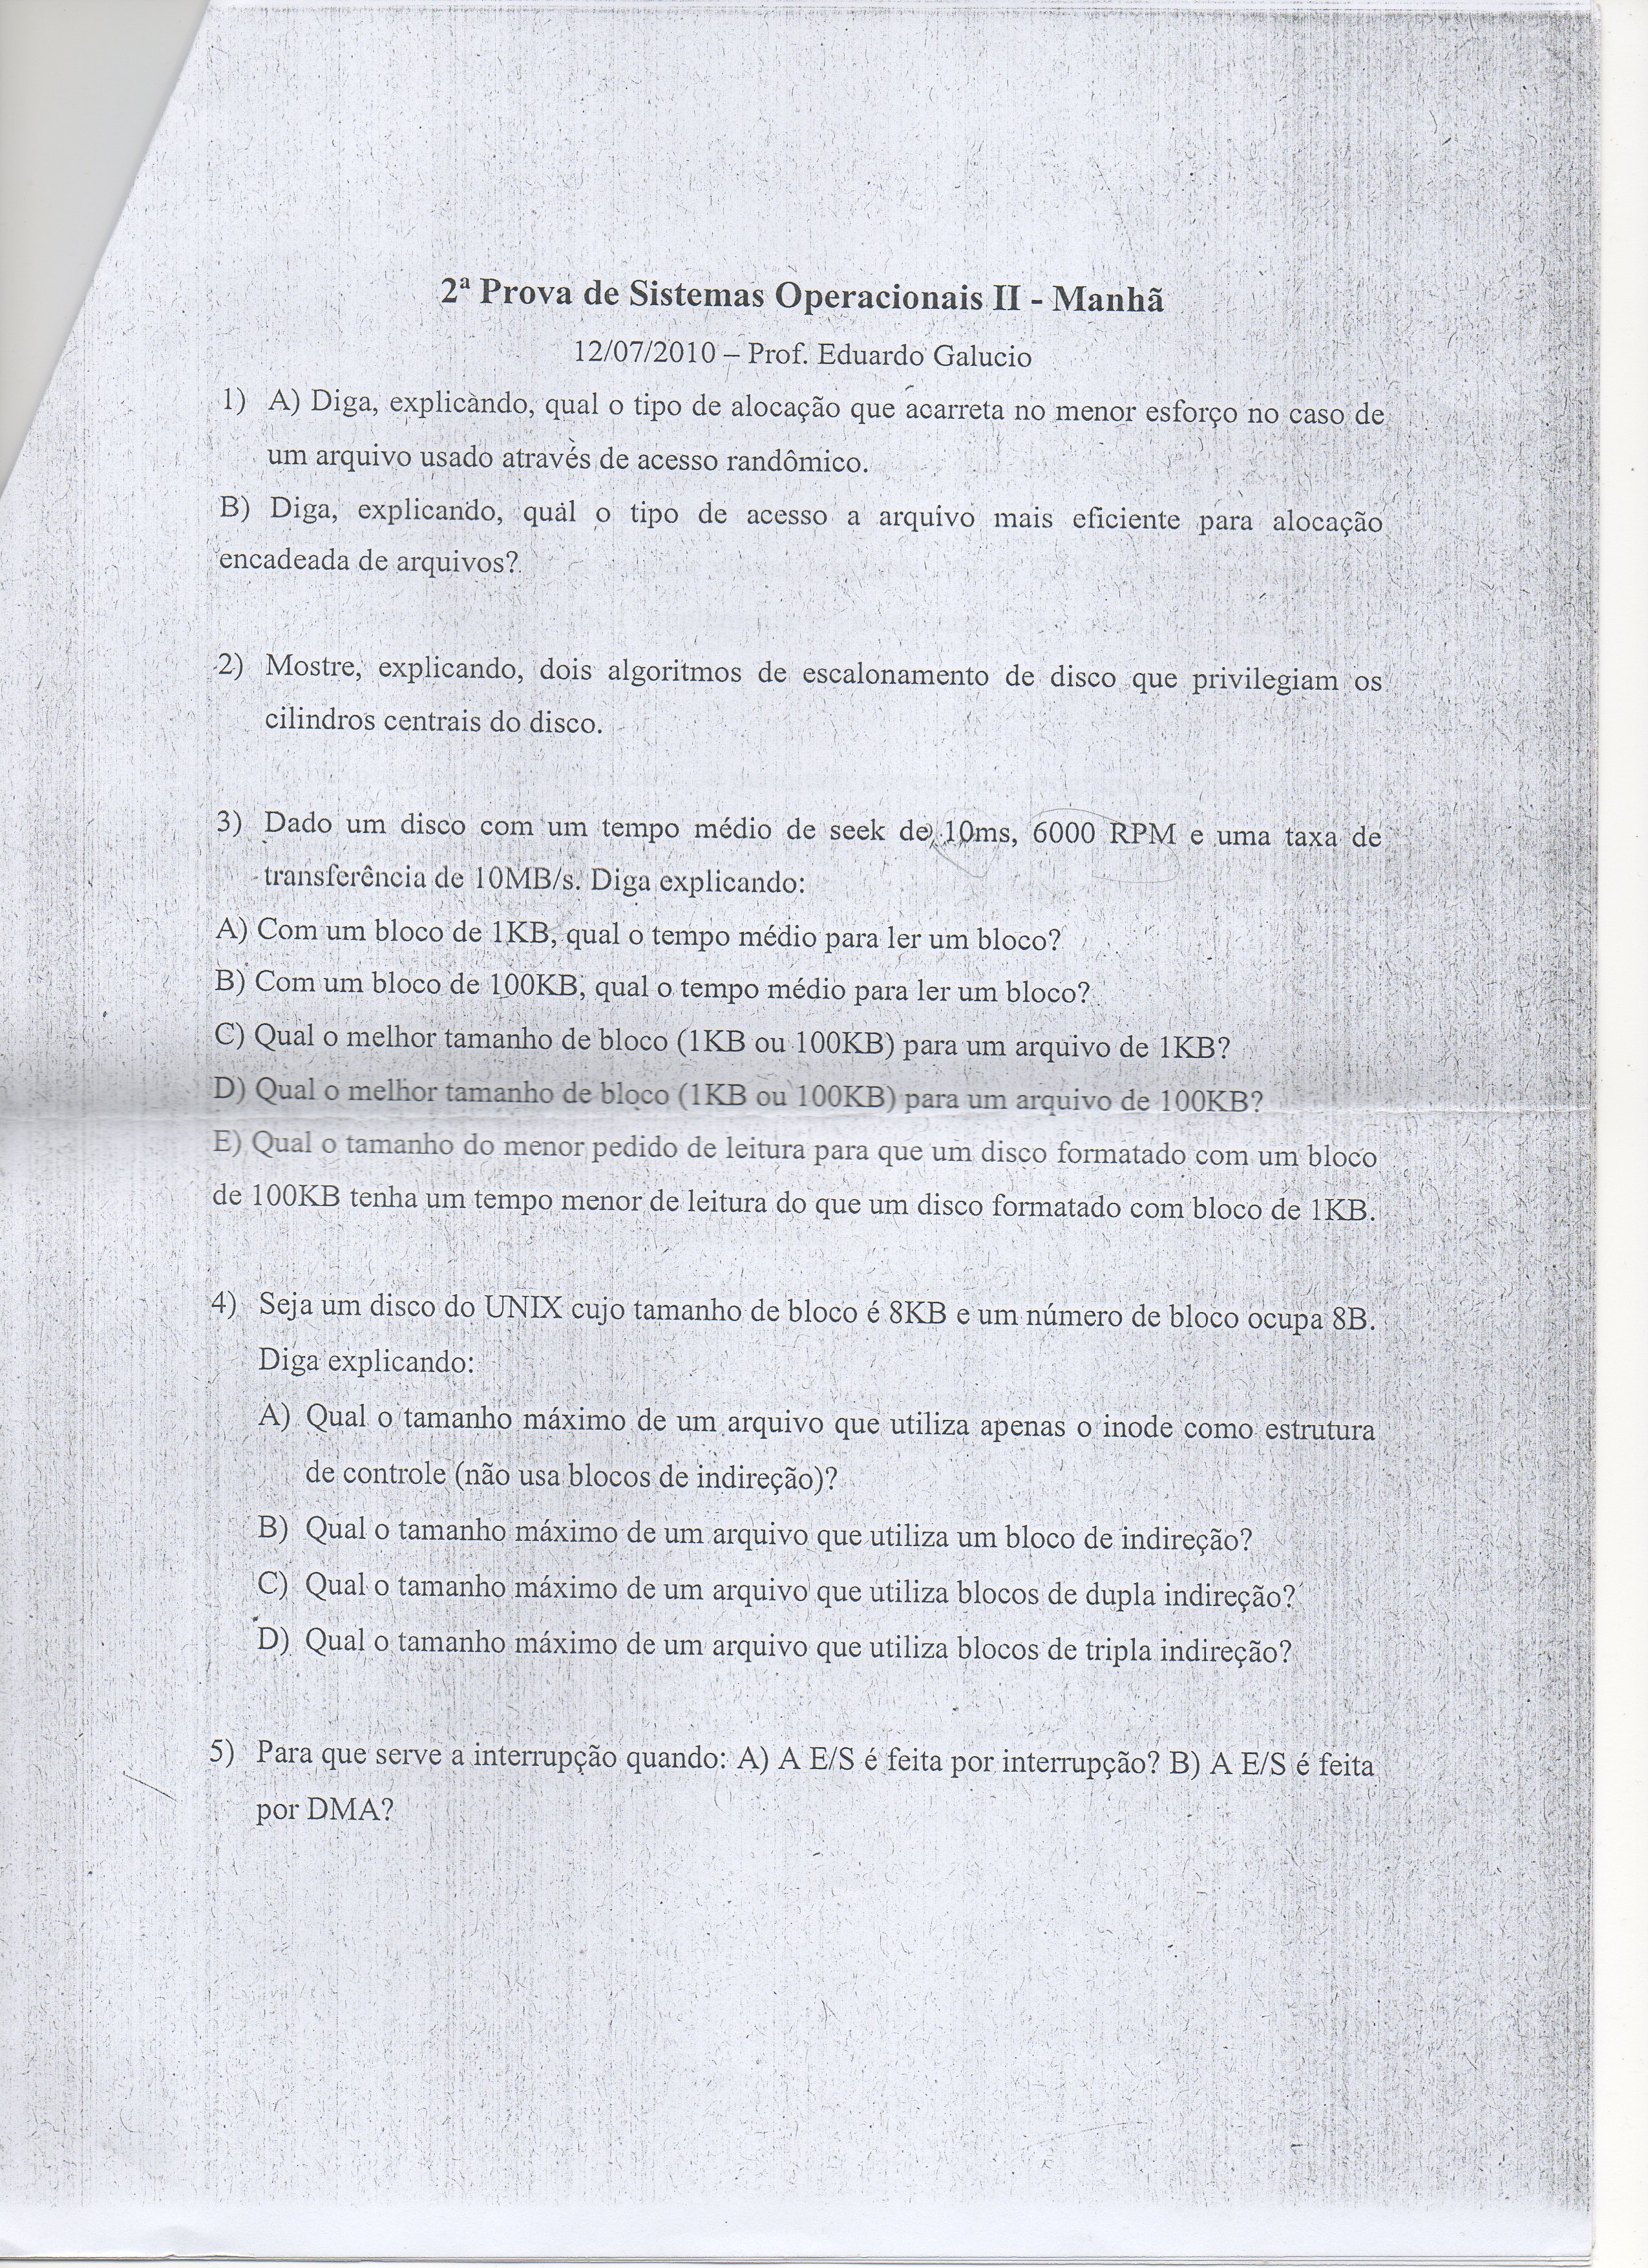 2ª Prova de Sistemas Operacionais II - Manhã
12/07/2010 – Prof. Eduardo Galucio
1) A) Diga, explicando, qual o tipo de alocação que acarreta no menor esforço no caso de
um arquivo usado através de acesso randômico.
B) Diga, explicando, qual o tipo de acesso a arquivo mais eficiente para alocação
encadeada de arquivos?
2) Mostre, explicando, dois algoritmos de escalonamento de disco que privilegiam os
cilindros centrais do disco.
3) Dado um disco com um tempo médio de seek de 10ms, 6000 RPM e uma taxa de
transferência de 10MB/s. Diga explicando:
A) Com um bloco de 1KB, qual o tempo médio para ler um bloco?
B) Com um bloco de 100KB, qual o tempo médio para ler um bloco?
C) Qual o melhor tamanho de bloco (1KB ou 100KB) para um arquivo de 1KB?
D) Qual o melhor tamanho de bloco (1KB ou 100KB) para um arquivo de 100KB?
E) Qual o tamanho do menor pedido de leitura para que um disco formatado com um bloco
de 100KB tenha um tempo menor de leitura do que um disco formatado com bloco de 1KB.
4) Seja um disco do UNIX cujo tamanho de bloco é 8KB e um número de bloco ocupa 8B.
Diga explicando:
A) Qual o tamanho máximo de um arquivo que utiliza apenas o inode como estrutura
de controle (não usa blocos de indireção)?
B) Qual o tamanho máximo de um arquivo que utiliza um bloco de indireção?
C) Qual o tamanho máximo de um arquivo que utiliza blocos de dupla indireção?
D) Qual o tamanho máximo de um arquivo que utiliza blocos de tripla indireção?
5) Para que serve a interrupção quando: A) A E/S é feita por interrupção? B) A E/S é feita
por DMA?